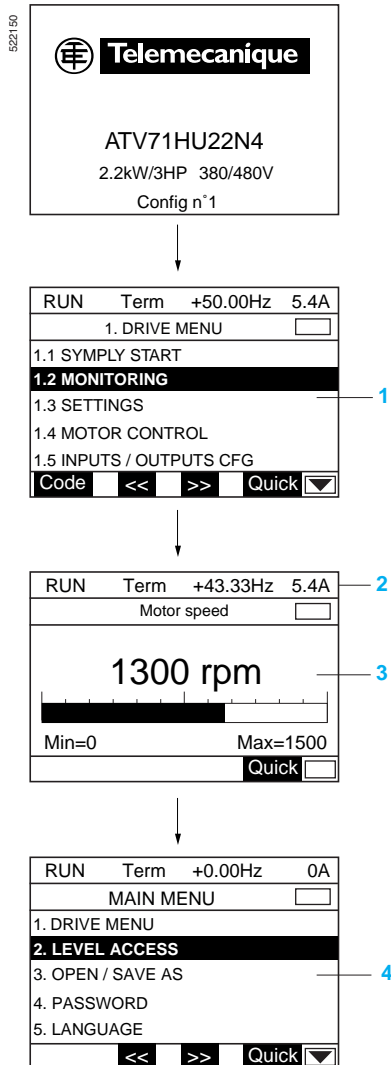 522150
Telemecanique
ATV71HU22N4
2.2kW/3HP 380/480V
Config n°1
RUN Term +50.00Hz 5.4A
1. DRIVE MENU
1.1 SYMPLY START
1.2 MONITORING
1.3 SETTINGS
1
1.4 MOTOR CONTROL
1.5 INPUTS / OUTPUTS CFG
Code << >> Quick
RUN Term +43.33Hz 5.4A
2
Motor speed
1300 rpm
3
Min=0 Max=1500
Quick
RUN Term +0.00Hz 0A
MAIN MENU
1. DRIVE MENU
2. LEVEL ACCESS
3. OPEN / SAVE AS
4
4. PASSWORD
5. LANGUAGE
<< >> Quick